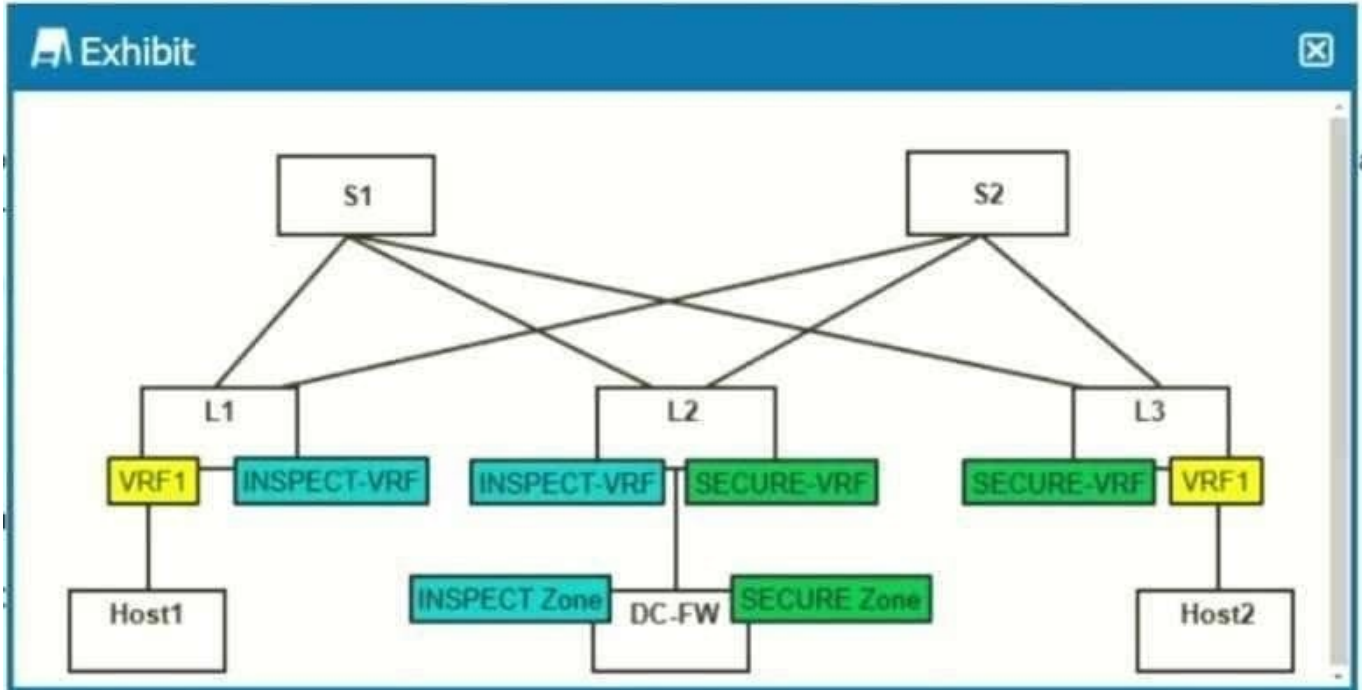 Exhibit
S1
S2
L1
L2
L3
VRF1
INSPECT-VRF
INSPECT-VRF
SECURE-VRF
SECURE-VRF
VRF1
Host1
INSPECT Zone
DC-FW
SECURE Zone
Host2